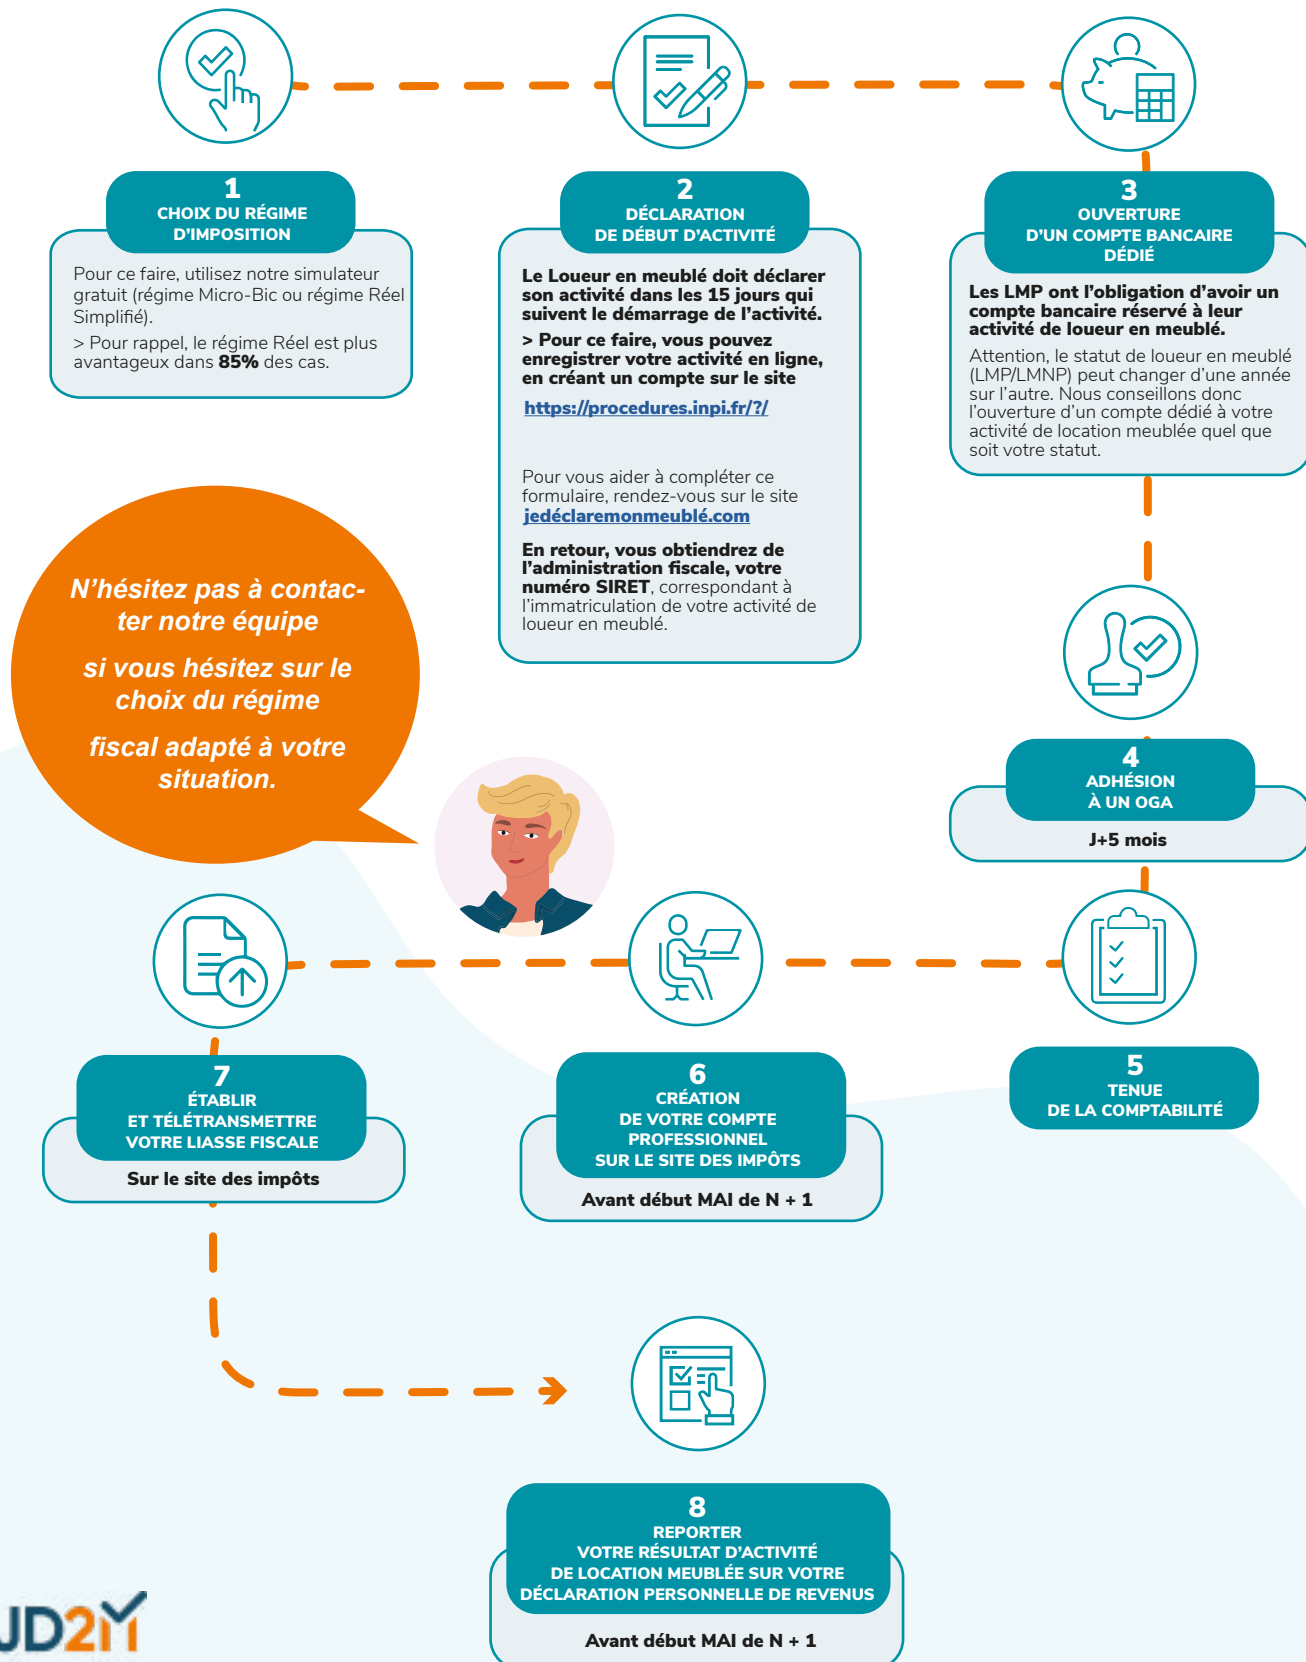 1
CHOIX DU RÉGIME
D'IMPOSITION
Pour ce faire, utilisez notre simulateur
gratuit (régime Micro-Bic ou régime Réel
Simplifié).
> Pour rappel, le régime Réel est plus
avantageux dans 85% des cas.
2
DÉCLARATION
DE DÉBUT D'ACTIVITÉ
Le Loueur en meublé doit déclarer
son activité dans les 15 jours qui
suivent le démarrage de l'activité.
> Pour ce faire, vous pouvez
enregistrer votre activité en ligne,
en créant un compte sur le site
https://procedures.inpi.fr/?/
Pour vous aider à compléter ce
formulaire, rendez-vous sur le site
jedéclaremonmeublé.com
En retour, vous obtiendrez de
l'administration fiscale, votre
numéro SIRET, correspondant à
l'immatriculation de votre activité de
loueur en meublé.
3
OUVERTURE
D'UN COMPTE BANCAIRE
DÉDIÉ
Les LMP ont l'obligation d'avoir un
compte bancaire réservé à leur
activité de loueur en meublé.
Attention, le statut de loueur en meublé
(LMP/LMNP) peut changer d'une année
sur l'autre. Nous conseillons donc
l'ouverture d'un compte dédié à votre
activité de location meublée quel que
soit votre statut.
N'hésitez pas à contac-
ter notre équipe
si vous hésitez sur le
choix du régime
fiscal adapté à votre
situation.
4
ADHÉSION
À UN OGA
J+5 mois
5
TENUE
DE LA COMPTABILITÉ
6
CRÉATION
DE VOTRE COMPTE
PROFESSIONNEL
SUR LE SITE DES IMPÔTS
Avant début MAI de N + 1
7
ÉTABLIR
ET TÉLÉTRANSMETTRE
VOTRE LIASSE FISCALE
Sur le site des impôts
8
REPORTER
VOTRE RÉSULTAT D'ACTIVITÉ
DE LOCATION MEUBLÉE SUR VOTRE
DÉCLARATION PERSONNELLE DE REVENUS
Avant début MAI de N + 1
JD2M